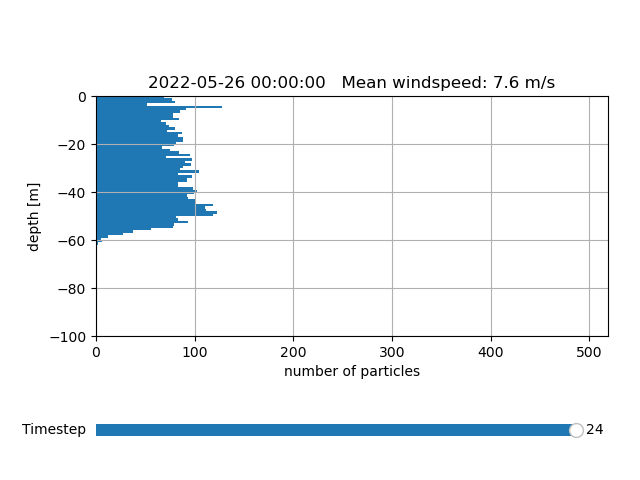 2022-05-26 00:00:00   Mean windspeed: 7.6 m/s
0
−20
−40
−60
−80
−100
depth [m]
0 100 200 300 400 500
number of particles
Timestep 24